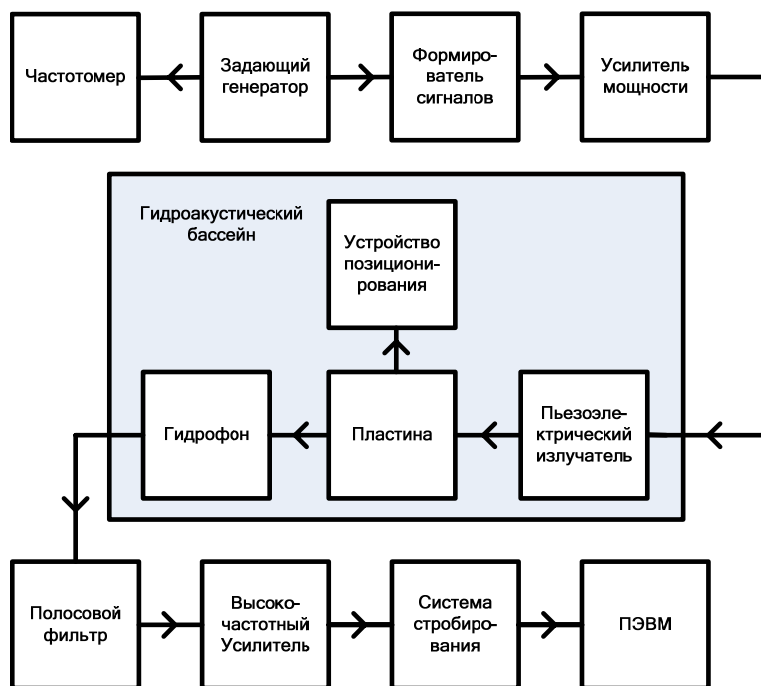 Частотомер
Задающий
генератор
Формиро-
ватель
сигналов
Усилитель
мощности
Гидроакустический
бассейн
Устройство
позициони-
рования
Гидрофон
Пластина
Пьезоэле-
ктрический
излучатель
Полосовой
фильтр
Высоко-
частотный
Усилитель
Система
стробиро-
вания
ПЭВМ